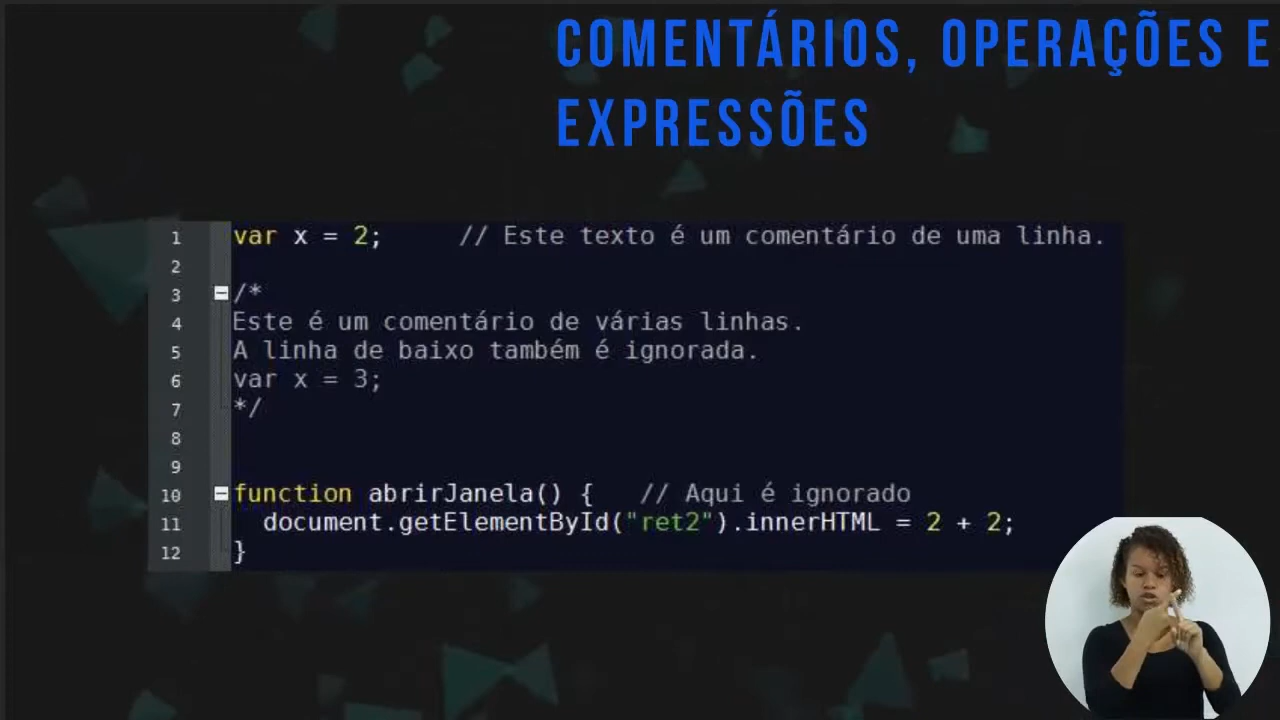 COMENTÁRIOS, OPERAÇÕES E
EXPRESSÕES
1 var x = 2; // Este texto é um comentário de uma linha.
2
3 /*
4 Este é um comentário de várias linhas.
5 A linha de baixo também é ignorada.
6 var x = 3;
7 */
8
9
10 function abrirJanela() { // Aqui é ignorado
11 document.getElementById("ret2").innerHTML = 2 + 2;
12 }